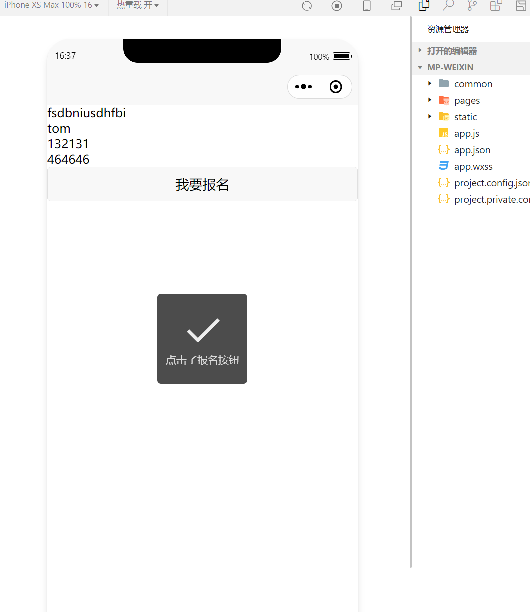 iPhone XS Max 100% 16
热重载 开
16:37
100%
fsdbniusdhfbi
tom
132131
464646
我要报名
点击了报名按钮
资源管理器
打开的编辑器
MP-WEIXIN
common
pages
static
app.js
app.json
app.wxss
project.config.json
project.private.con